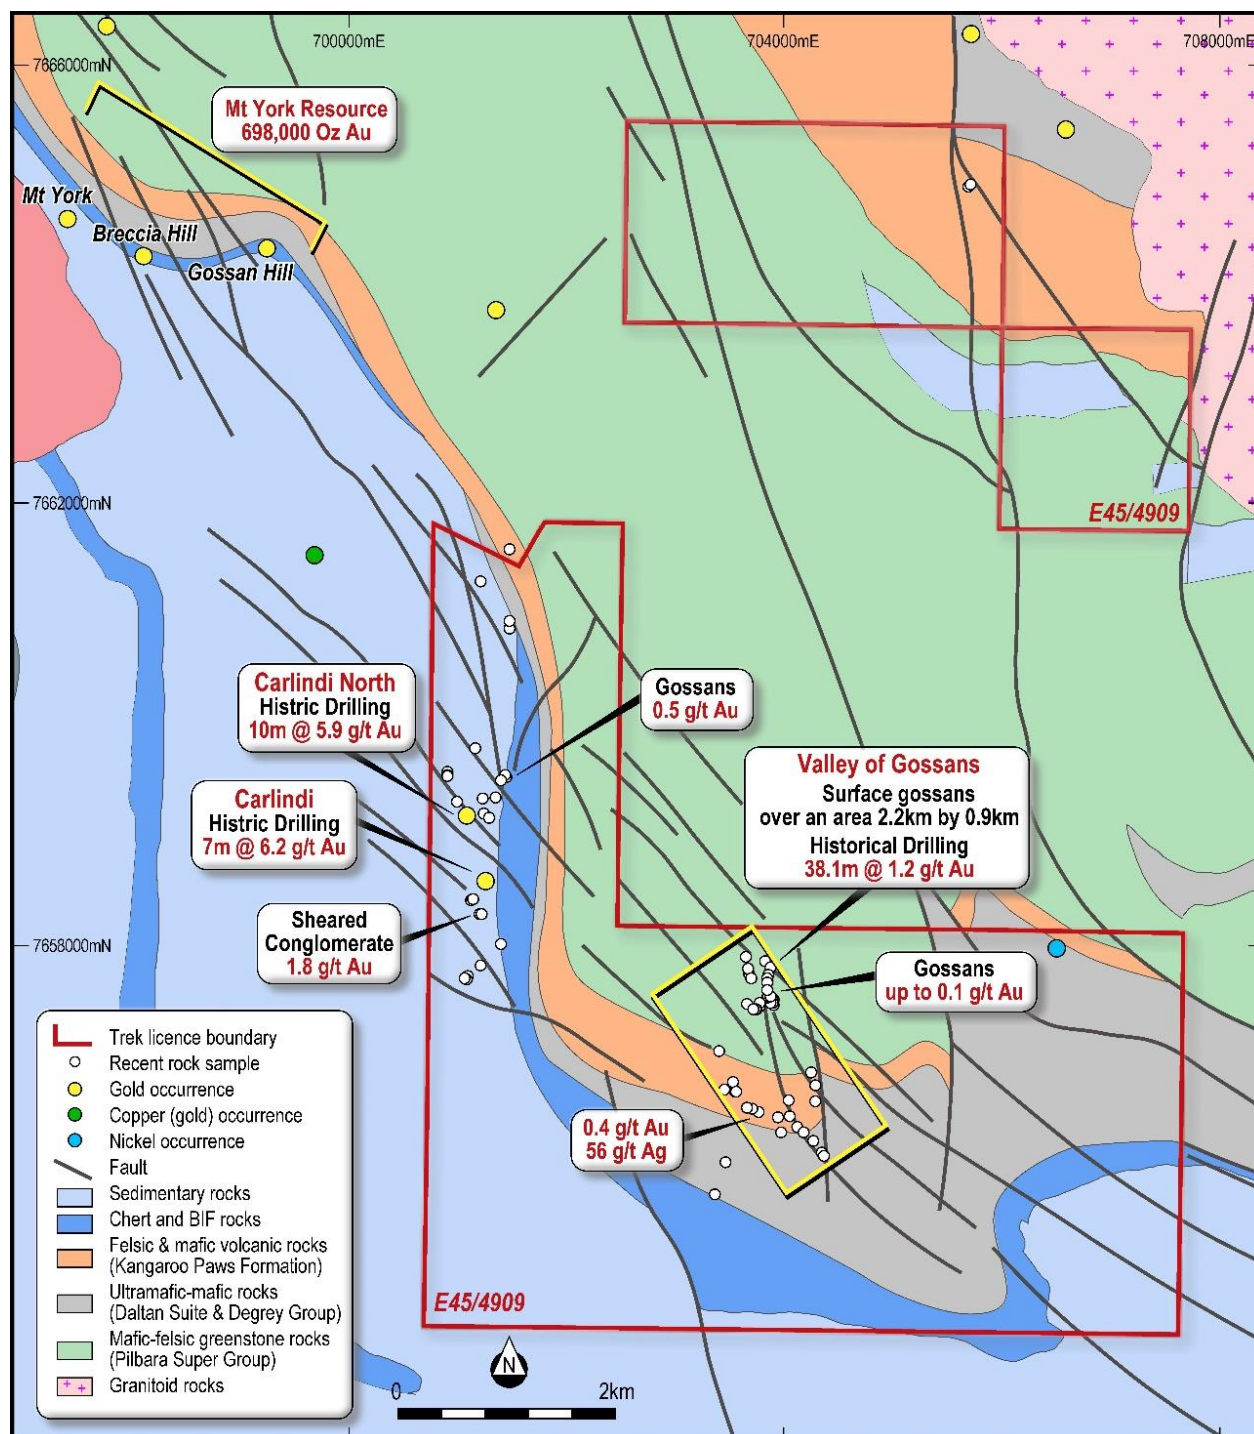 700000mE
704000mE
708000mE
7666000mN
Mt York Resource
698,000 Oz Au
Mt York
Breccia Hill
Gossan Hill
7662000mN
E45/4909
Carlindi North
Histric Drilling
10m @ 5.9 g/t Au
Gossans
0.5 g/t Au
Carlindi
Histric Drilling
7m @ 6.2 g/t Au
Valley of Gossans
Surface gossans
over an area 2.2km by 0.9km
Historical Drilling
38.1m @ 1.2 g/t Au
Sheared
Conglomerate
1.8 g/t Au
7658000mN
Gossans
up to 0.1 g/t Au
0.4 g/t Au
56 g/t Ag
E45/4909
Trek licence boundary
Recent rock sample
Gold occurrence
Copper (gold) occurrence
Nickel occurrence
Fault
Sedimentary rocks
Chert and BIF rocks
Felsic & mafic volcanic rocks
(Kangaroo Paws Formation)
Ultramafic-mafic rocks
(Daltan Suite & Degrey Group)
Mafic-felsic greenstone rocks
(Pilbara Super Group)
Granitoid rocks
N
0 2km